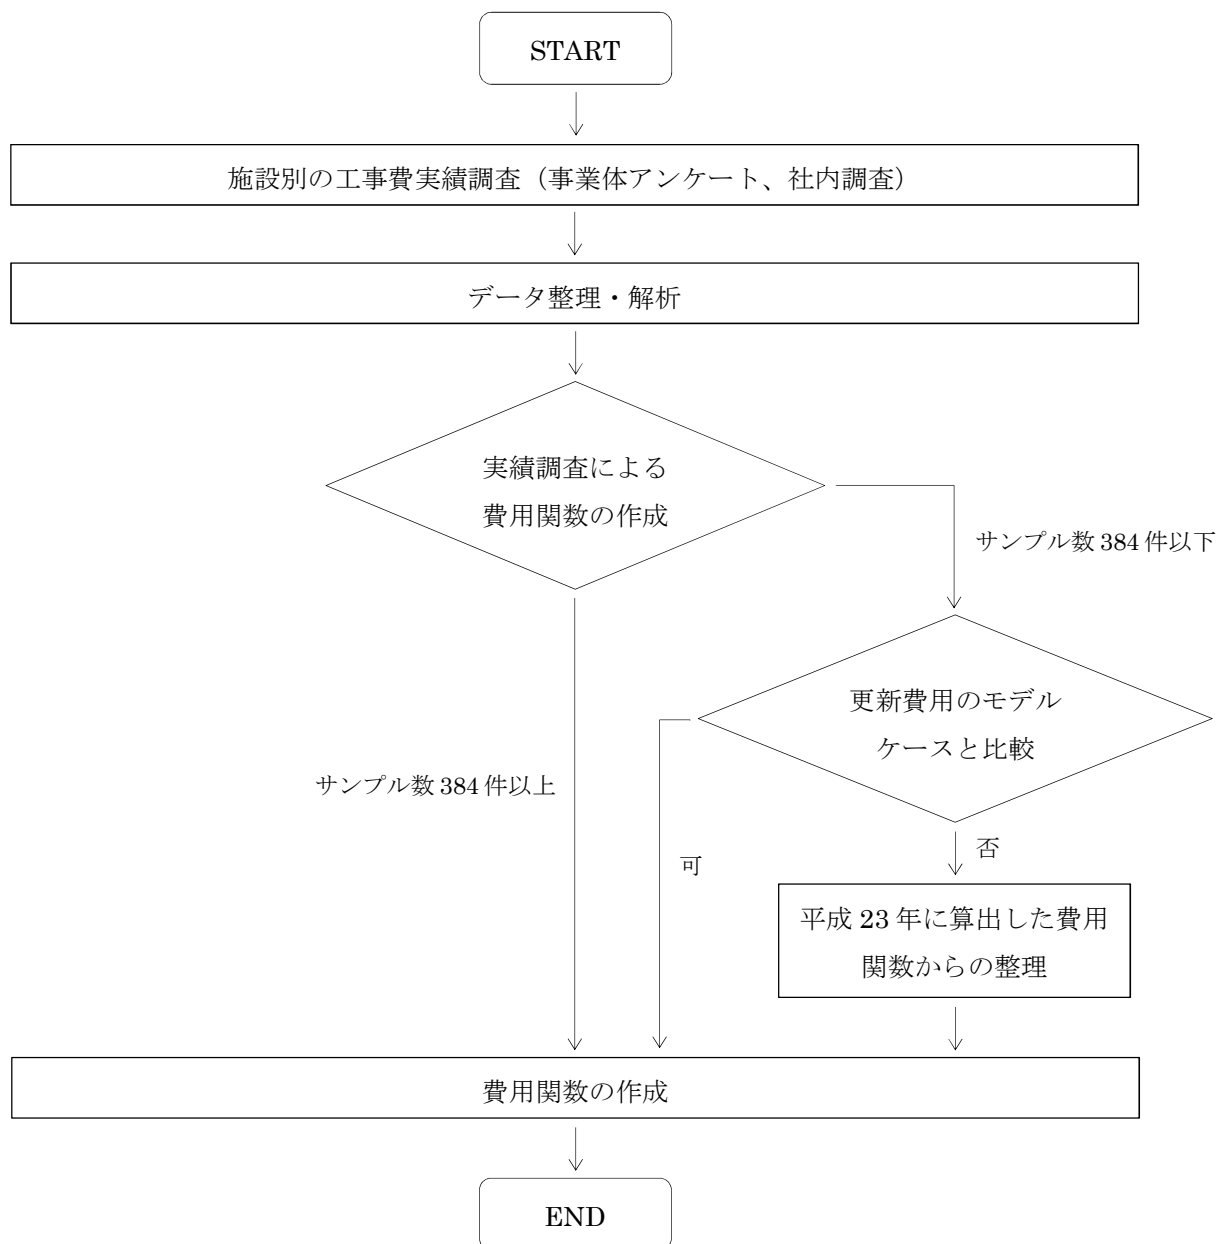 START
施設別の工事費実績調査（事業体アンケート、社内調査）
データ整理・解析
実績調査による
費用関数の作成
サンプル数 384 件以下
更新費用のモデル
ケースと比較
サンプル数 384 件以上
可
否
平成 23 年に算出した費用
関数からの整理
費用関数の作成
END